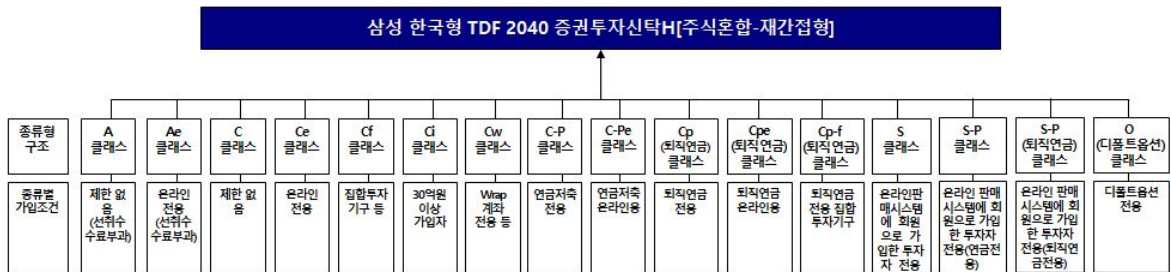 삼성 한국형 TDF 2040 증권투자신탁H[주식혼합-재간접형]
종류형
구조
A
클래스
Ae
클래스
C
클래스
Ce
클래스
Cf
클래스
Ci
클래스
Cw
클래스
C-P
클래스
C-Pe
클래스
Cp
(퇴직연금)
클래스
Cpe
(퇴직연금)
클래스
Cp-f
(퇴직연금)
클래스
S
클래스
S-P
클래스
S-P
(퇴직연금)
클래스
O
(디폴트옵션)
클래스
종류별
가입조건
제한 없
음
(선취수
수료부과)
온라인
전용
(선취수
수료부과)
제한 없
음
온라인
전용
집합투자
기구 등
30억원
이상
가입자
Wrap
계좌
전용 등
연금저축
전용
연금저축
온라인용
퇴직연금
전용
퇴직연금
온라인용
퇴직연금
전용 집합
투자기구
온라인판
매시스템
에 회원
으로 가
입한 투자
자 전용
온라인 판매
시스템에 회
원으로 가입
한 투자자
전용(연금전
용)
온라인 판매
시스템에 회
원으로 가입
한 투자자
전용(퇴직연
금전용)
디폴트옵션
전용